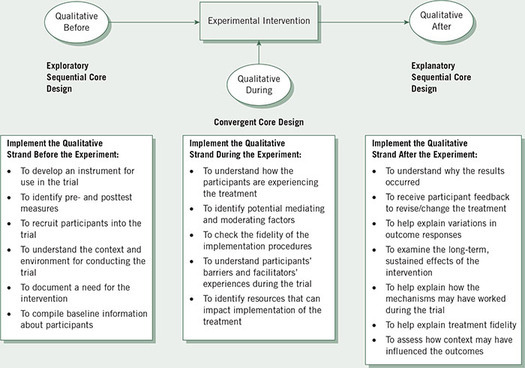 Qualitative
Before
Experimental Intervention
Qualitative
After
Exploratory
Sequential Core
Design
Qualitative
During
Explanatory
Sequential Core
Design
Convergent Core Design
Implement the Qualitative
Strand Before the Experiment:
• To develop an instrument for
use in the trial
• To identify pre- and posttest
measures
• To recruit participants into the
trial
• To understand the context and
environment for conducting the
trial
• To document a need for the
intervention
• To compile baseline information
about participants
Implement the Qualitative
Strand During the Experiment:
• To understand how the
participants are experiencing
the treatment
• To identify potential mediating
and moderating factors
• To check the fidelity of the
implementation procedures
• To understand participants'
barriers and facilitators'
experiences during the trial
• To identify resources that can
impact implementation of the
treatment
Implement the Qualitative
Strand After the Experiment:
• To understand why the results
occurred
• To receive participant feedback
to revise/change the treatment
• To help explain variations in
outcome responses
• To examine the long-term,
sustained effects of the
intervention
• To help explain how the
mechanisms may have worked
during the trial
• To help explain treatment fidelity
• To assess how context may have
influenced the outcomes